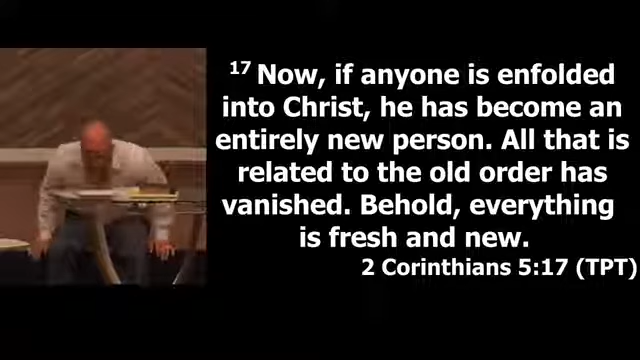 17 Now, if anyone is enfolded
into Christ, he has become an
entirely new person. All that is
related to the old order has
vanished. Behold, everything
is fresh and new.
2 Corinthians 5:17 (TPT)